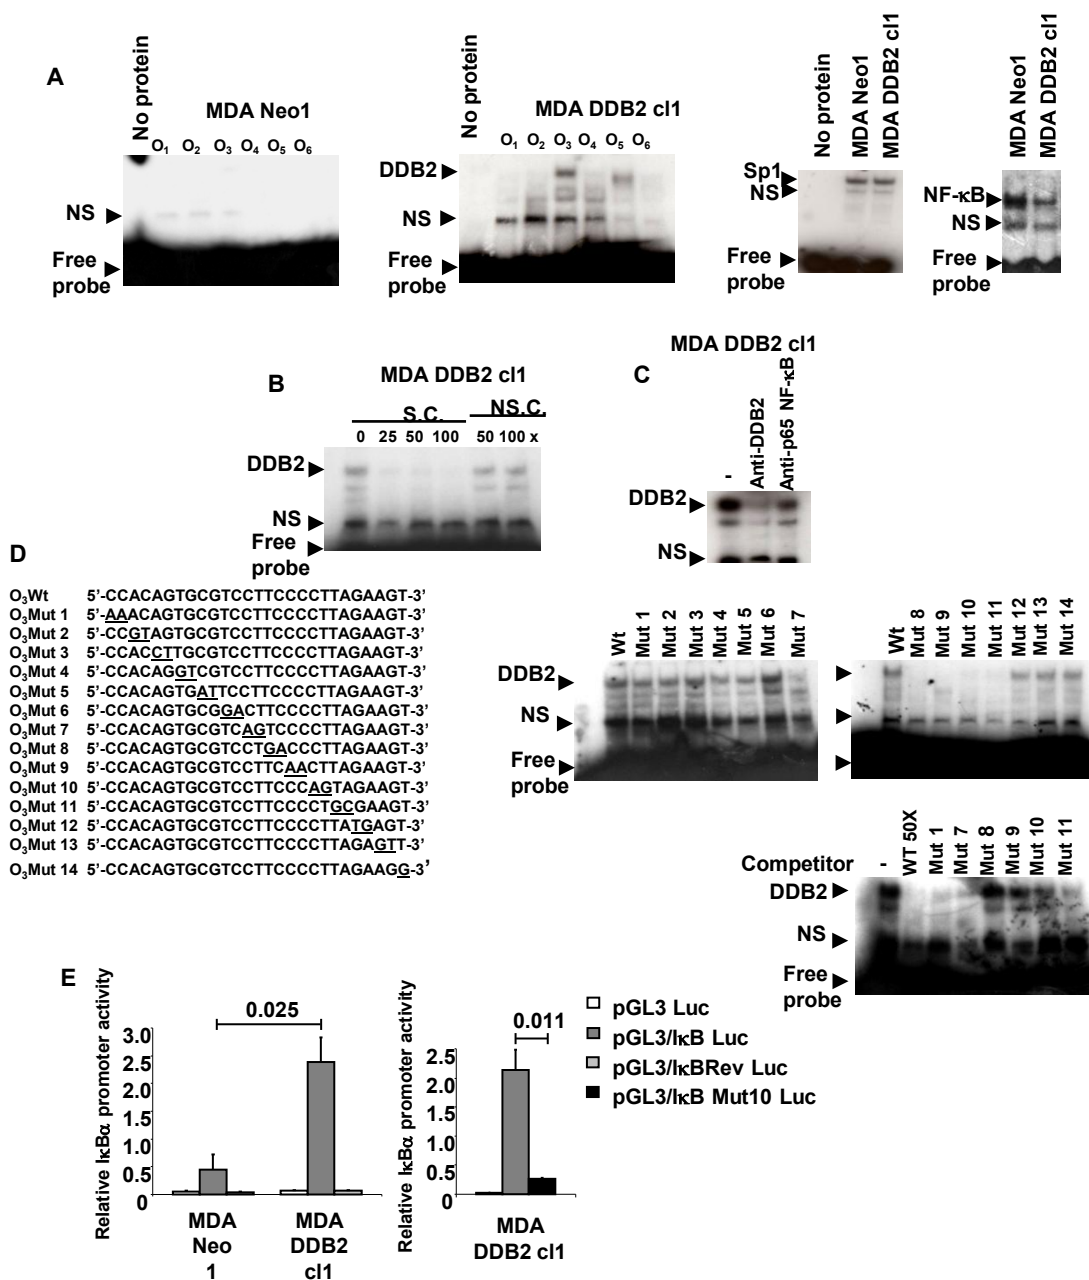 A
No protein
MDA Neo1
O1 O2 O3 O4 O5 O6
NS
Free probe
No protein
MDA DDB2 cl1
O1 O2 O3 O4 O5 O6
DDB2
NS
Free probe
No protein
MDA Neo1
MDA DDB2 cl1
Sp1
NS
Free probe
MDA Neo1
MDA DDB2 cl1
NF-κB
NS
Free probe
B
MDA DDB2 cl1
S.C. NS.C.
0 25 50 100 50 100 x
DDB2
NS
Free probe
C
MDA DDB2 cl1
-
Anti-DDB2
Anti-p65 NF-κB
DDB2
NS
D
O3Wt 5’-CCACAGTGCGTCCTTCCCCTTAGAAGT-3’
O3Mut 1 5’-AAACAGTGCGTCCTTCCCCTTAGAAGT-3’
O3Mut 2 5’-CCGTAGTGCGTCCTTCCCCTTAGAAGT-3’
O3Mut 3 5’-CCACCTTGCGTCCTTCCCCTTAGAAGT-3’
O3Mut 4 5’-CCACAGGTCGTCCTTCCCCTTAGAAGT-3’
O3Mut 5 5’-CCACAGTGATTCCTTCCCCTTAGAAGT-3’
O3Mut 6 5’-CCACAGTGCGGACTTCCCCTTAGAAGT-3’
O3Mut 7 5’-CCACAGTGCGTCAGTCCCCTTAGAAGT-3’
O3Mut 8 5’-CCACAGTGCGTCCTGACCCTTAGAAGT-3’
O3Mut 9 5’-CCACAGTGCGTCCTTCAACTTAGAAGT-3’
O3Mut 10 5’-CCACAGTGCGTCCTTCCCAGTAGAAGT-3’
O3Mut 11 5’-CCACAGTGCGTCCTTCCCCTGCGAAGT-3’
O3Mut 12 5’-CCACAGTGCGTCCTTCCCCTTATGAGT-3’
O3Mut 13 5’-CCACAGTGCGTCCTTCCCCTTAGAGTT-3’
O3Mut 14 5’-CCACAGTGCGTCCTTCCCCTTAGAAGG-3’
Wt Mut 1 Mut 2 Mut 3 Mut 4 Mut 5 Mut 6 Mut 7
DDB2
NS
Free probe
Wt Mut 8 Mut 9 Mut 10 Mut 11 Mut 12 Mut 13 Mut 14
Competitor - WT 50X Mut 1 Mut 7 Mut 8 Mut 9 Mut 10 Mut 11
DDB2
NS
Free probe
E
Relative IκBα promoter activity
3.0
2.5
2.0
1.5
1.0
0.5
0
0.025
MDA Neo 1
MDA DDB2 cl1
Relative IκBα promoter activity
2.5
2.0
1.5
1.0
0.5
0
0.011
MDA DDB2 cl1
pGL3 Luc
pGL3/IκB Luc
pGL3/IκBRev Luc
pGL3/IκB Mut10 Luc